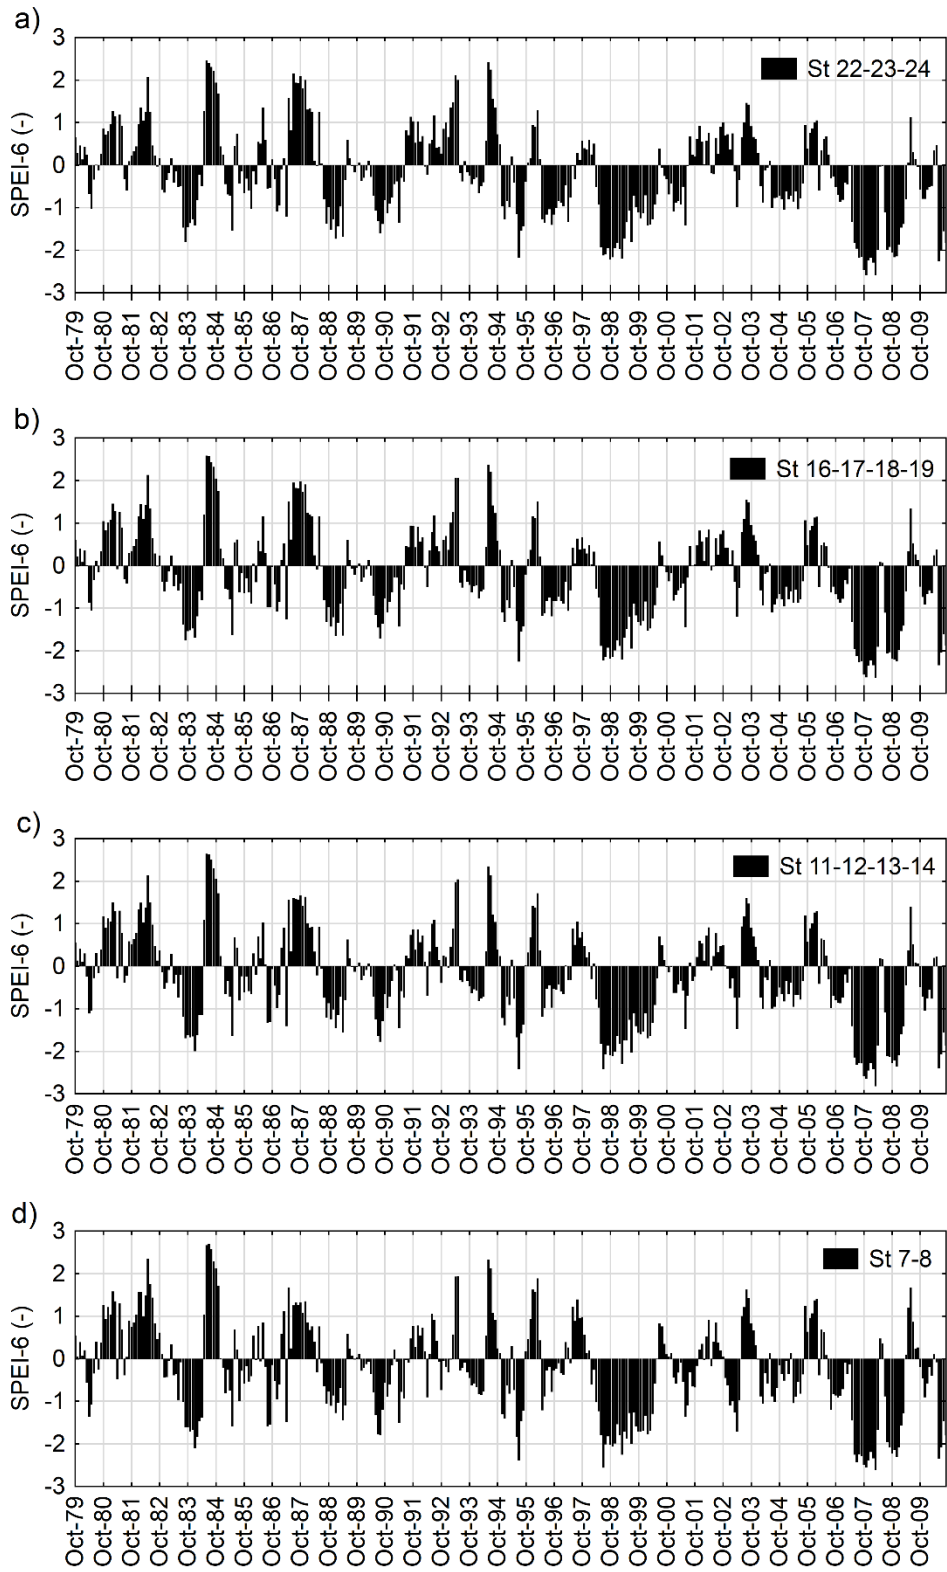 a)
3
2
1
0
-1
-2
-3
SPEI-6 (-)
St 22-23-24
Oct-79
Oct-80
Oct-81
Oct-82
Oct-83
Oct-84
Oct-85
Oct-86
Oct-87
Oct-88
Oct-89
Oct-90
Oct-91
Oct-92
Oct-93
Oct-94
Oct-95
Oct-96
Oct-97
Oct-98
Oct-99
Oct-00
Oct-01
Oct-02
Oct-03
Oct-04
Oct-05
Oct-06
Oct-07
Oct-08
Oct-09
b)
3
2
1
0
-1
-2
-3
SPEI-6 (-)
St 16-17-18-19
Oct-79
Oct-80
Oct-81
Oct-82
Oct-83
Oct-84
Oct-85
Oct-86
Oct-87
Oct-88
Oct-89
Oct-90
Oct-91
Oct-92
Oct-93
Oct-94
Oct-95
Oct-96
Oct-97
Oct-98
Oct-99
Oct-00
Oct-01
Oct-02
Oct-03
Oct-04
Oct-05
Oct-06
Oct-07
Oct-08
Oct-09
c)
3
2
1
0
-1
-2
-3
SPEI-6 (-)
St 11-12-13-14
Oct-79
Oct-80
Oct-81
Oct-82
Oct-83
Oct-84
Oct-85
Oct-86
Oct-87
Oct-88
Oct-89
Oct-90
Oct-91
Oct-92
Oct-93
Oct-94
Oct-95
Oct-96
Oct-97
Oct-98
Oct-99
Oct-00
Oct-01
Oct-02
Oct-03
Oct-04
Oct-05
Oct-06
Oct-07
Oct-08
Oct-09
d)
3
2
1
0
-1
-2
-3
SPEI-6 (-)
St 7-8
Oct-79
Oct-80
Oct-81
Oct-82
Oct-83
Oct-84
Oct-85
Oct-86
Oct-87
Oct-88
Oct-89
Oct-90
Oct-91
Oct-92
Oct-93
Oct-94
Oct-95
Oct-96
Oct-97
Oct-98
Oct-99
Oct-00
Oct-01
Oct-02
Oct-03
Oct-04
Oct-05
Oct-06
Oct-07
Oct-08
Oct-09